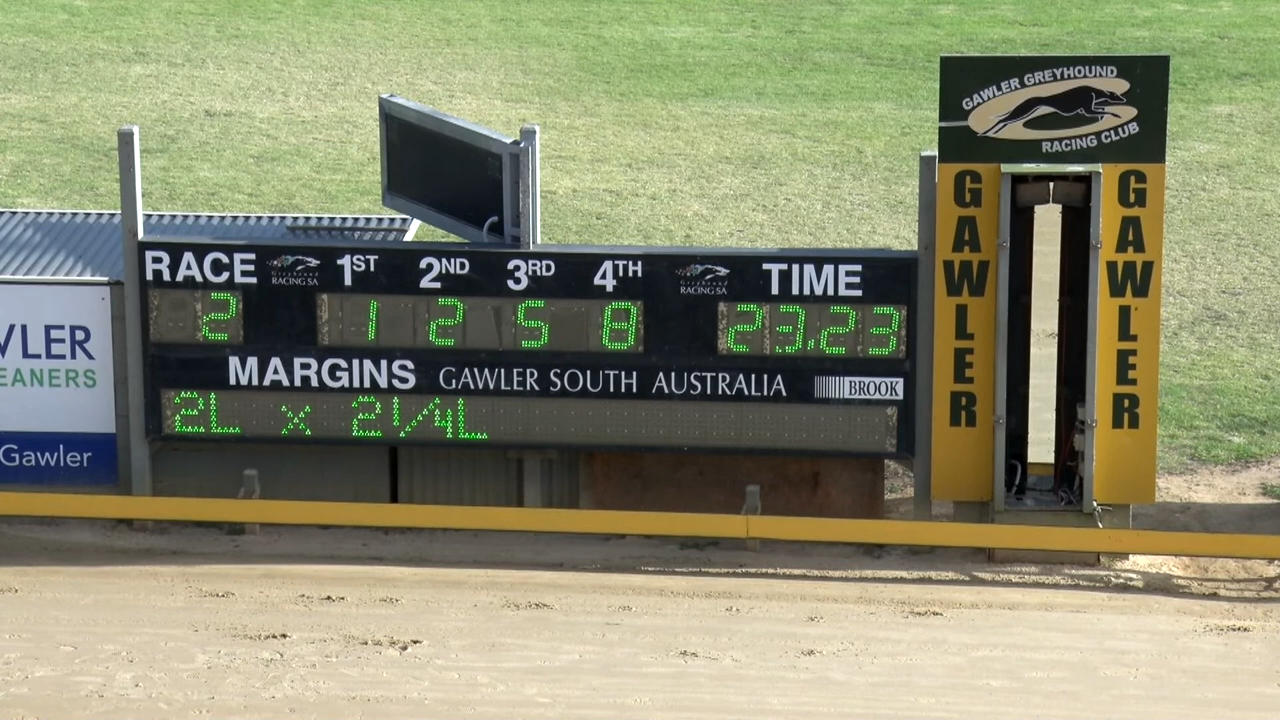 GAWLER GREYHOUND
RACING CLUB
GAWLER
GAWLER
RACE 1ST 2ND 3RD 4TH TIME
Greyhound
RACING SA
Greyhound
RACING SA
2 1 2 5 8 23.23
MARGINS GAWLER SOUTH AUSTRALIA BROOK
2L x 2¼L
WLER
EANERS
Gawler